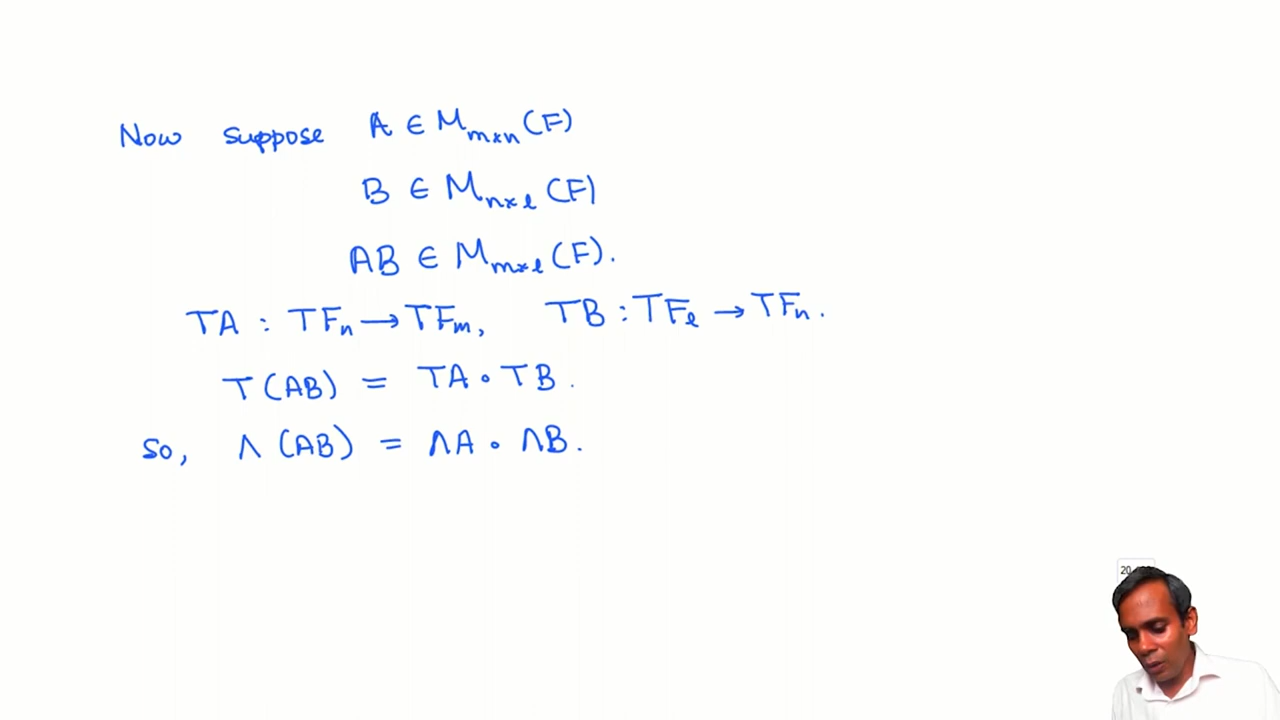 Now suppose A ∈ M_{m×n}(F)
B ∈ M_{n×l}(F)
AB ∈ M_{m×l}(F).
TA : TF_n → TF_m, TB : TF_l → TF_n.
T(AB) = TA ∘ TB.
So, Λ(AB) = ΛA ∘ ΛB.